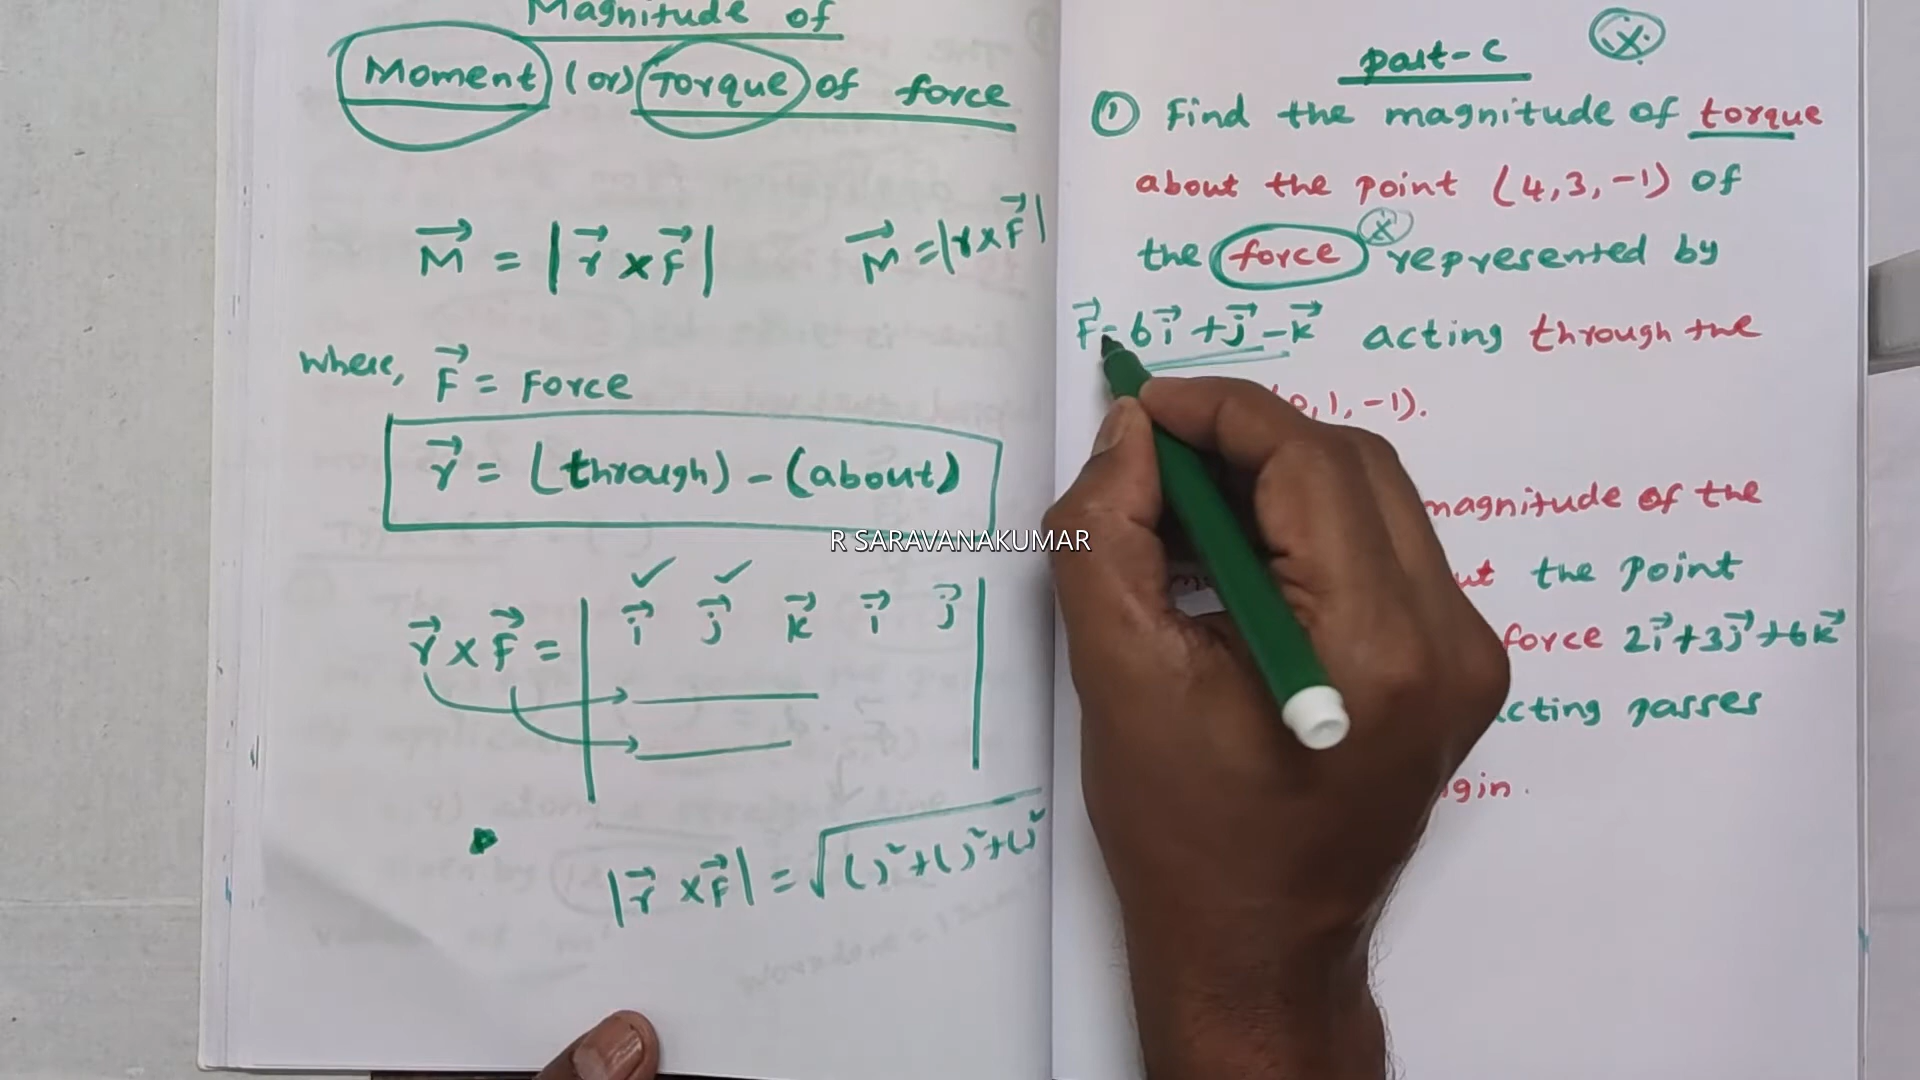 Magnitude of
Moment (or) Torque of force
M⃗ = |r⃗ × F⃗|
M⃗ = |r × F⃗|
Where, F⃗ = Force
r⃗ = (through) - (about)
r⃗ × F⃗ = | i⃗ j⃗ k⃗ i⃗ j⃗ |
|r⃗ × F⃗| = √( )² + ( )² + ( )²
part-C
① Find the magnitude of torque
about the point (4,3,-1) of
the force represented by
F⃗ = 6i⃗ + j⃗ - k⃗ acting through the
,1,-1).
magnitude of the
the point
force 2i⃗+3j⃗+6k⃗
passes
R SARAVANAKUMAR